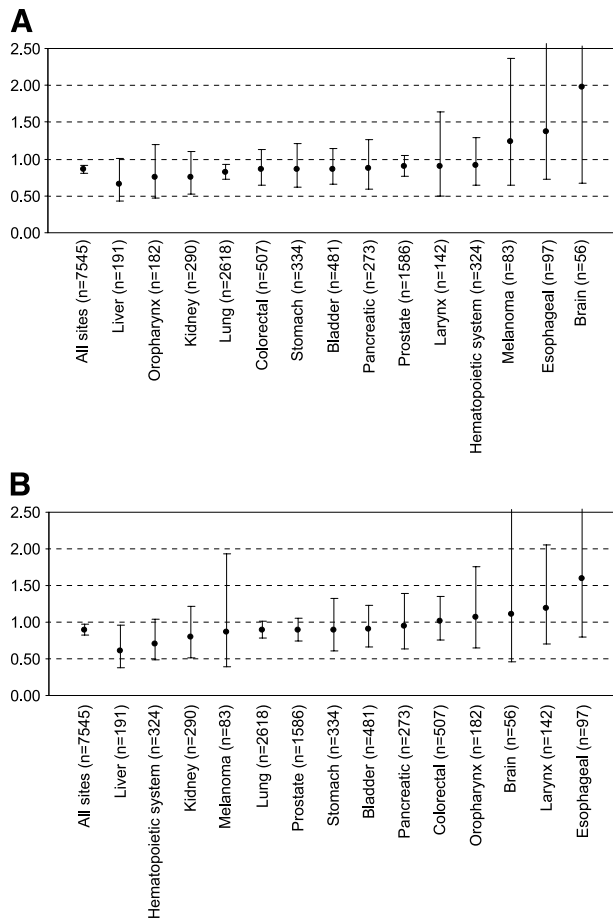 A
2.50
2.00
1.50
1.00
0.50
0.00
All sites (n=7545)
Liver (n=191)
Oropharynx (n=182)
Kidney (n=290)
Lung (n=2618)
Colorectal (n=507)
Stomach (n=334)
Bladder (n=481)
Pancreatic (n=273)
Prostate (n=1586)
Larynx (n=142)
Hematopoietic system (n=324)
Melanoma (n=83)
Esophageal (n=97)
Brain (n=56)
B
2.50
2.00
1.50
1.00
0.50
0.00
All sites (n=7545)
Liver (n=191)
Hematopoietic system (n=324)
Kidney (n=290)
Melanoma (n=83)
Lung (n=2618)
Prostate (n=1586)
Stomach (n=334)
Bladder (n=481)
Pancreatic (n=273)
Colorectal (n=507)
Oropharynx (n=182)
Brain (n=56)
Larynx (n=142)
Esophageal (n=97)